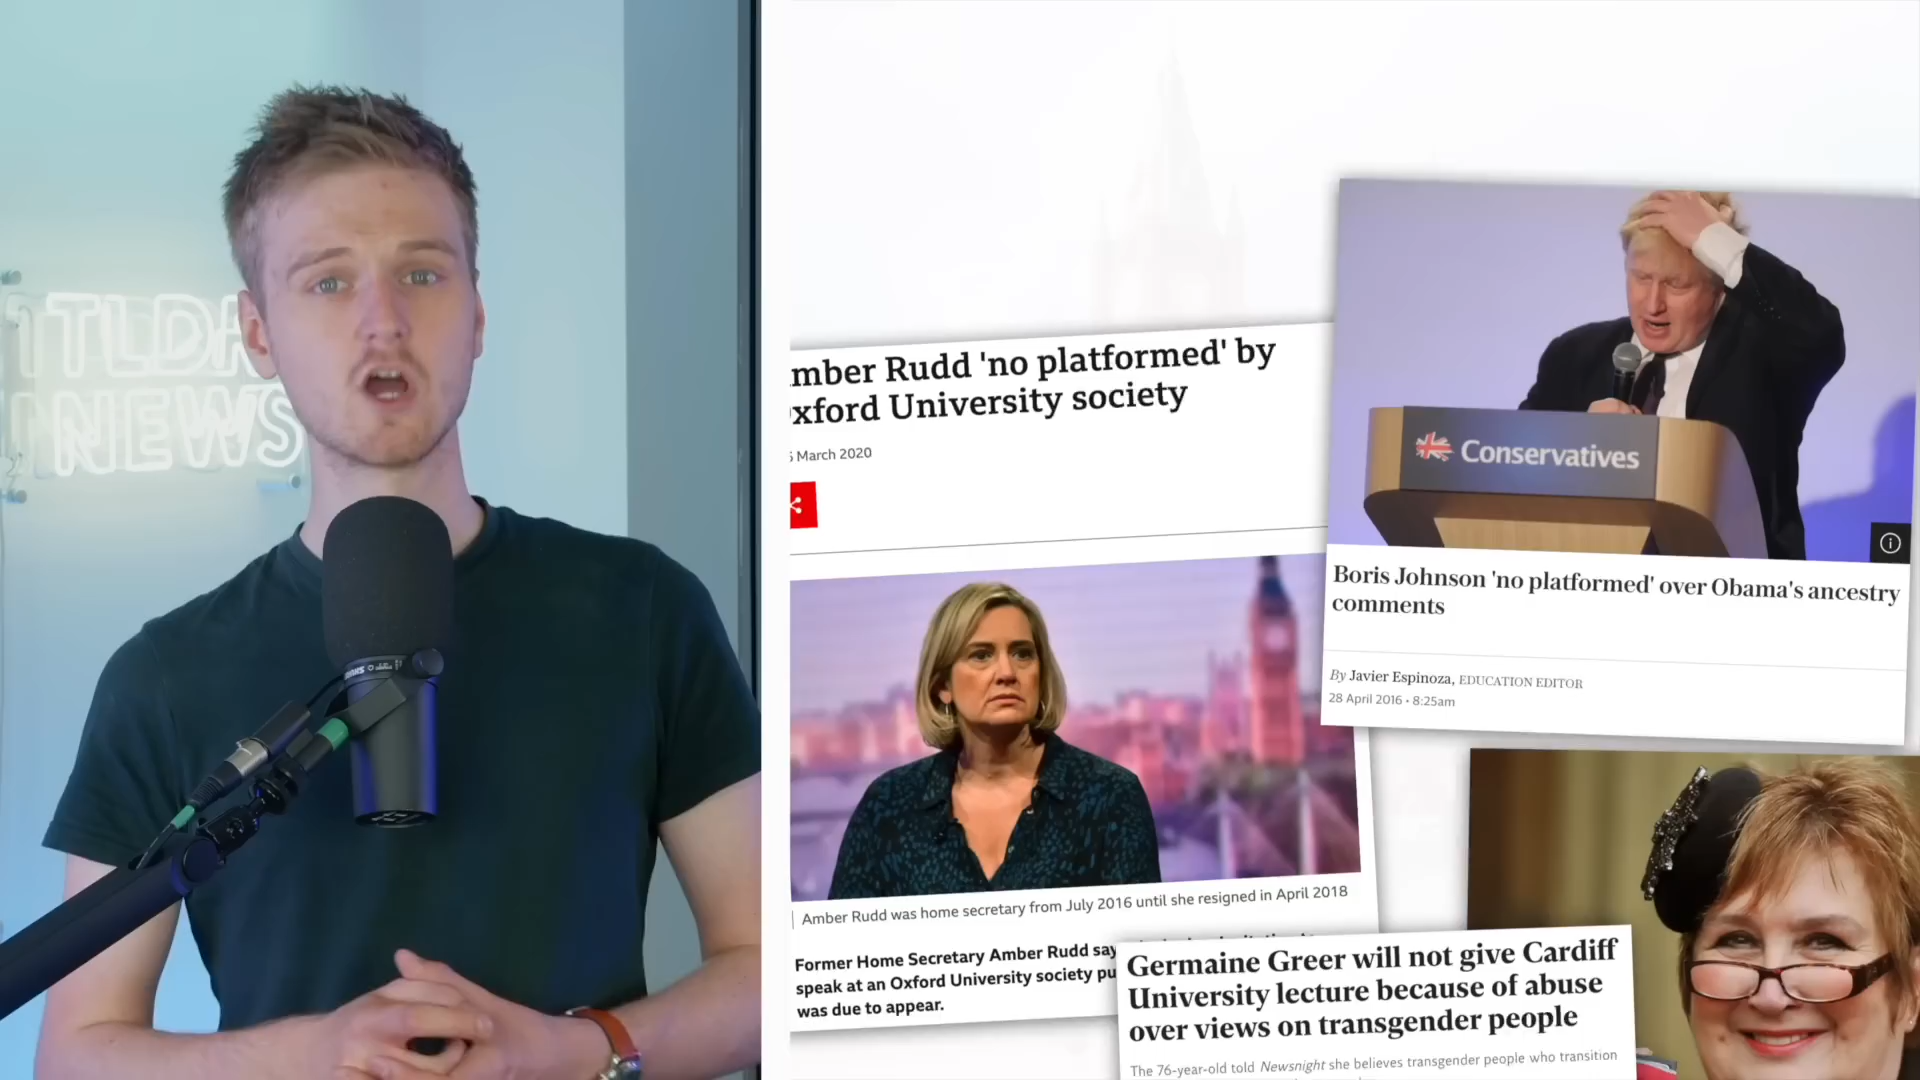 TLDR
NEWS
mber Rudd 'no platformed' by
xford University society
March 2020
Amber Rudd was home secretary from July 2016 until she resigned in April 2018
Former Home Secretary Amber Rudd say
speak at an Oxford University society pu
was due to appear.
Conservatives
Boris Johnson 'no platformed' over Obama's ancestry
comments
By Javier Espinoza, EDUCATION EDITOR
28 April 2016 • 8:25am
Germaine Greer will not give Cardiff
University lecture because of abuse
over views on transgender people
The 76-year-old told Newsnight she believes transgender people who transition